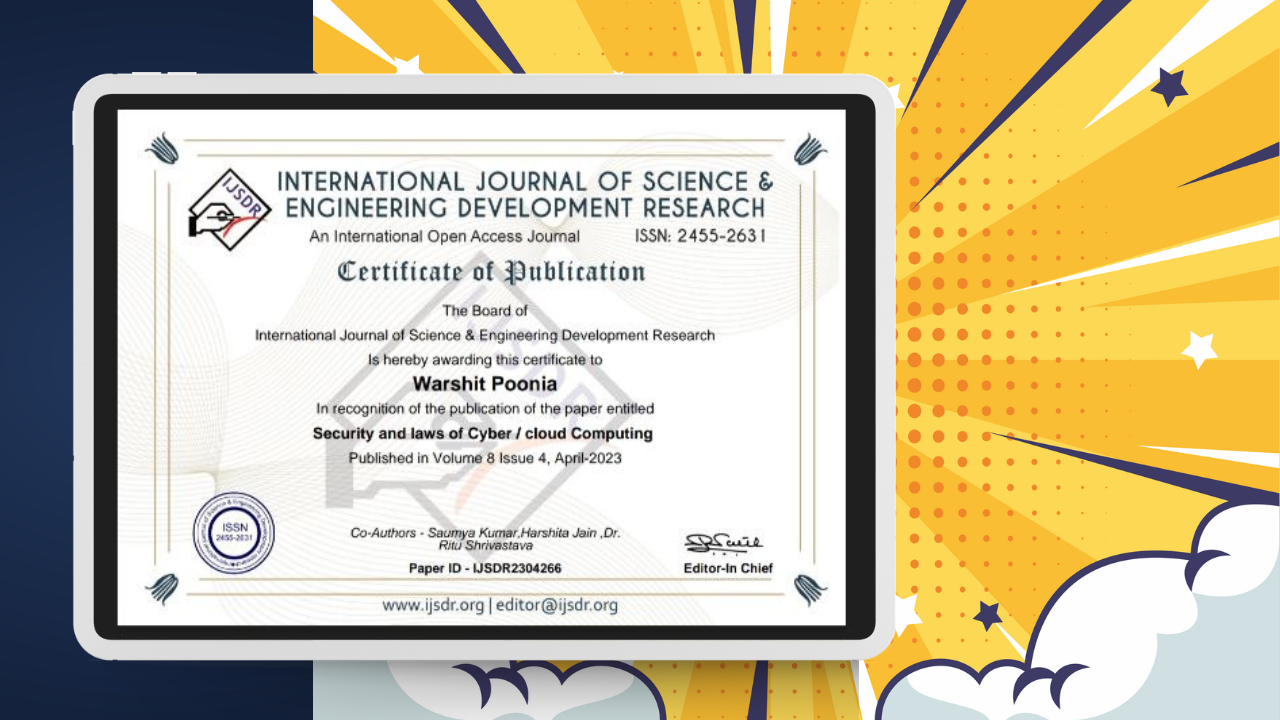 IJSDR
INTERNATIONAL JOURNAL OF SCIENCE &
ENGINEERING DEVELOPMENT RESEARCH
An International Open Access Journal ISSN: 2455-2631
Certificate of Publication
The Board of
International Journal of Science & Engineering Development Research
Is hereby awarding this certificate to
Warshit Poonia
In recognition of the publication of the paper entitled
Security and laws of Cyber / cloud Computing
Published in Volume 8 Issue 4, April-2023
ISSN
2455-2631
Co-Authors - Saumya Kumar,Harshita Jain ,Dr.
Ritu Shrivastava
Paper ID - IJSDR2304266
Editor-In Chief
www.ijsdr.org | editor@ijsdr.org